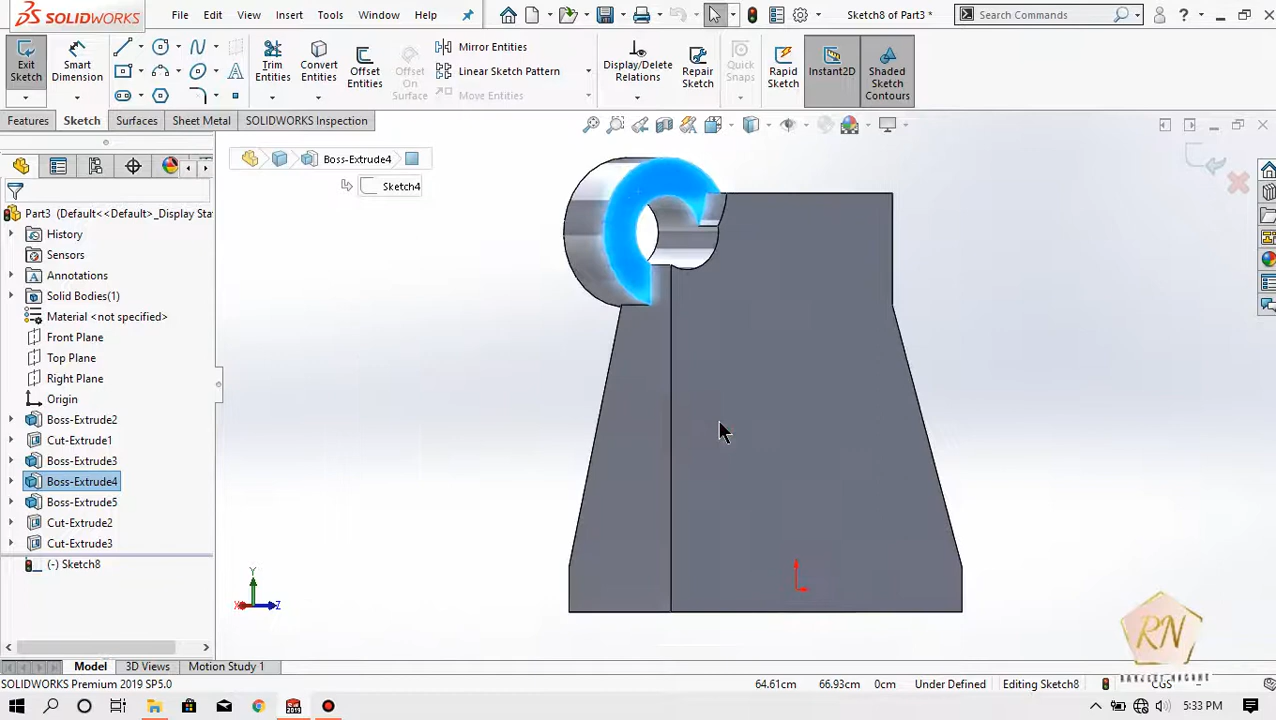 SOLIDWORKS
File
Edit
View
Insert
Tools
Window
Help
Sketch8 of Part3 *
Search Commands
?
Exit Sketch
Smart Dimension
Trim Entities
Convert Entities
Offset Entities
Offset On Surface
Mirror Entities
Linear Sketch Pattern
Move Entities
Display/Delete Relations
Repair Sketch
Quick Snaps
Rapid Sketch
Instant2D
Shaded Sketch Contours
Features
Sketch
Surfaces
Sheet Metal
SOLIDWORKS Inspection
Boss-Extrude4
Sketch4
Part3 (Default<<Default>_Display Sta
History
Sensors
Annotations
Solid Bodies(1)
Material <not specified>
Front Plane
Top Plane
Right Plane
Origin
Boss-Extrude2
Cut-Extrude1
Boss-Extrude3
Boss-Extrude4
Boss-Extrude5
Cut-Extrude2
Cut-Extrude3
(-) Sketch8
Y
X
Z
RN
Model
3D Views
Motion Study 1
SOLIDWORKS Premium 2019 SP5.0
64.61cm
66.93cm
0cm
Under Defined
Editing Sketch8
CGS
5:33 PM